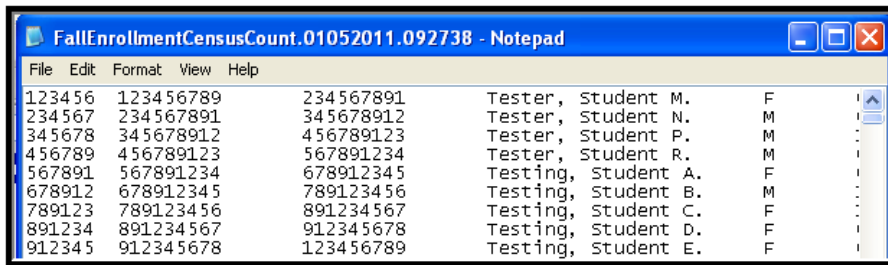 FallEnrollmentCensusCount.01052011.092738 - Notepad
File Edit Format View Help
123456 123456789 234567891 Tester, Student M. F
234567 234567891 345678912 Tester, Student N. M
345678 345678912 456789123 Tester, Student P. M
456789 456789123 567891234 Tester, Student R. M
567891 567891234 678912345 Testing, Student A. F
678912 678912345 789123456 Testing, Student B. M
789123 789123456 891234567 Testing, Student C. F
891234 891234567 912345678 Testing, Student D. F
912345 912345678 123456789 Testing, Student E. F